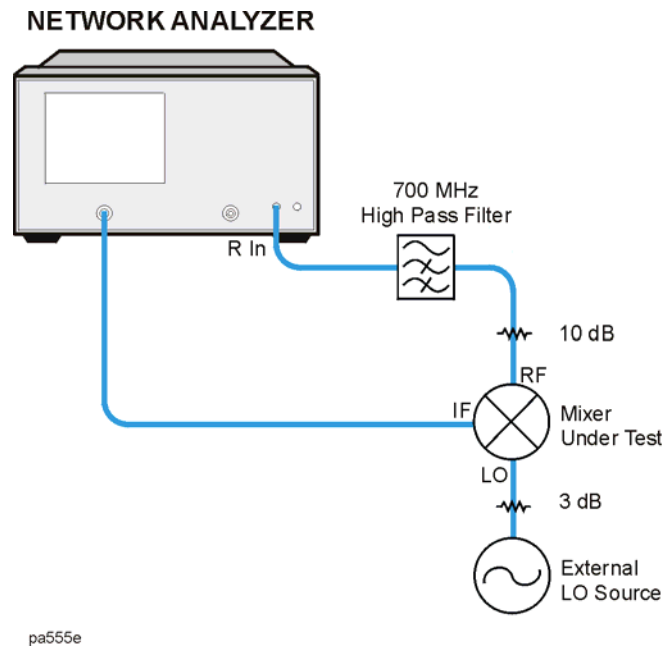 NETWORK ANALYZER
R In
700 MHz
High Pass Filter
10 dB
RF
IF
Mixer
Under Test
LO
3 dB
External
LO Source
pa555e